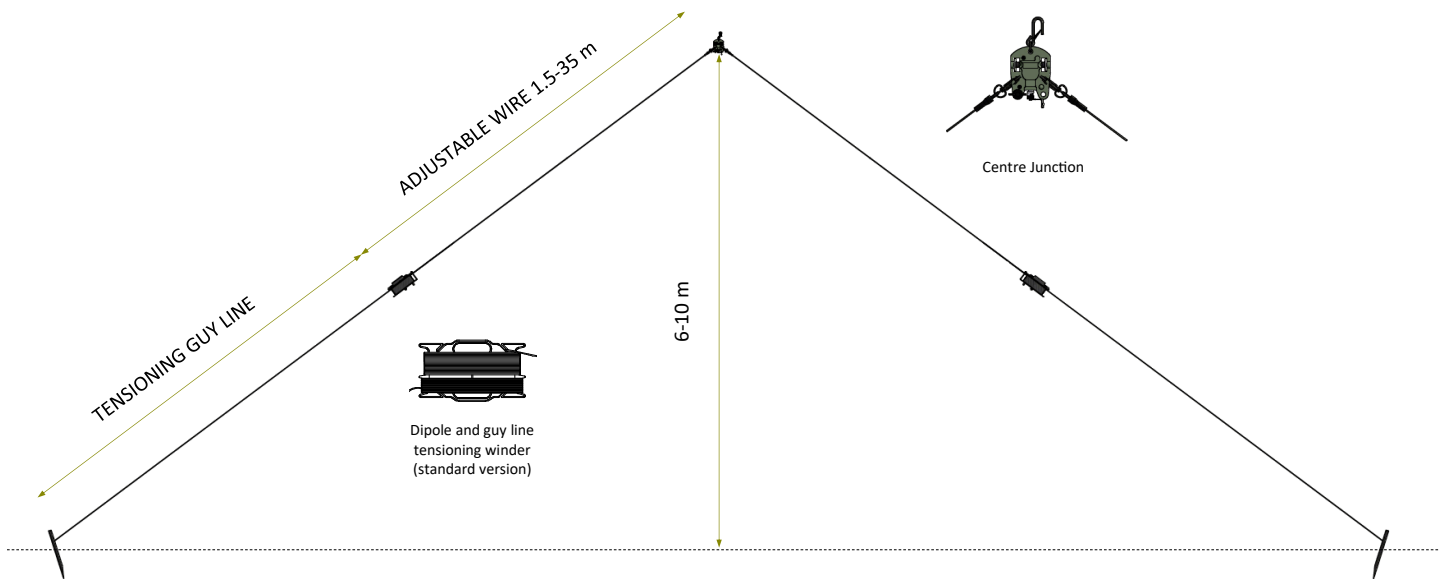 ADJUSTABLE WIRE 1.5-35 m
Centre Junction
TENSIONING GUY LINE
6-10 m
Dipole and guy line
tensioning winder
(standard version)